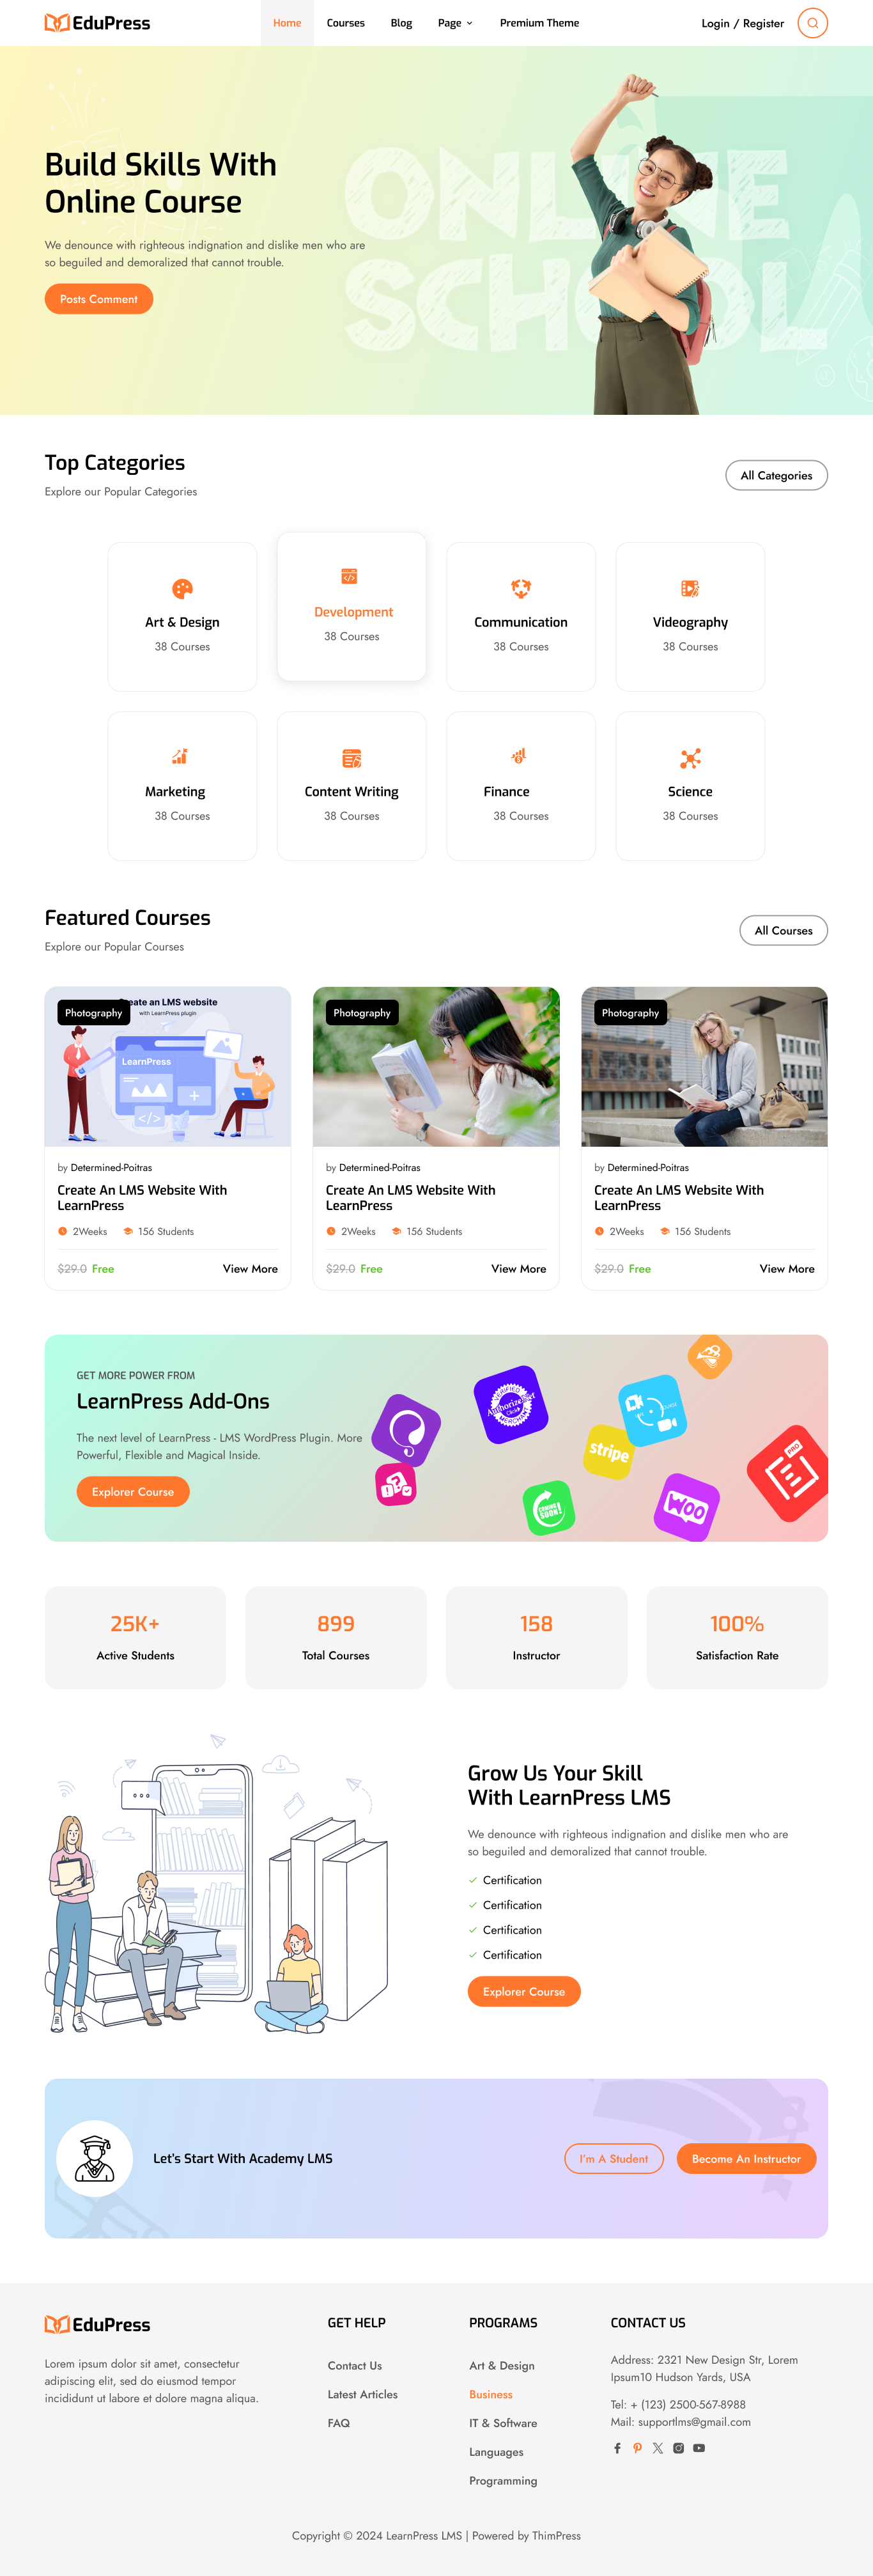 EduPress
Home
Courses
Blog
Page
Premium Theme
Login / Register
ONLINE
SCHOOL
Build Skills With
Online Course
We denounce with righteous indignation and dislike men who are
so beguiled and demoralized that cannot trouble.
Posts Comment
Top Categories
Explore our Popular Categories
All Categories
Art & Design
38 Courses
Development
38 Courses
Communication
38 Courses
Videography
38 Courses
Marketing
38 Courses
Content Writing
38 Courses
Finance
38 Courses
Science
38 Courses
Featured Courses
Explore our Popular Courses
All Courses
Photography
eate an LMS website
with LearnPress plugin
LearnPress
by Determined-Poitras
Create An LMS Website With
LearnPress
2Weeks
156 Students
$29.0 Free
View More
Photography
by Determined-Poitras
Create An LMS Website With
LearnPress
2Weeks
156 Students
$29.0 Free
View More
Photography
by Determined-Poitras
Create An LMS Website With
LearnPress
2Weeks
156 Students
$29.0 Free
View More
GET MORE POWER FROM
LearnPress Add-Ons
The next level of LearnPress - LMS WordPress Plugin. More
Powerful, Flexible and Magical Inside.
Explorer Course
Authorize.Net
stripe
COMING
SOON!
WOO
PRO
25K+
Active Students
899
Total Courses
158
Instructor
100%
Satisfaction Rate
Grow Us Your Skill
With LearnPress LMS
We denounce with righteous indignation and dislike men who are
so beguiled and demoralized that cannot trouble.
Certification
Certification
Certification
Certification
Explorer Course
Let's Start With Academy LMS
I'm A Student
Become An Instructor
EduPress
Lorem ipsum dolor sit amet, consectetur
adipiscing elit, sed do eiusmod tempor
incididunt ut labore et dolore magna aliqua.
GET HELP
Contact Us
Latest Articles
FAQ
PROGRAMS
Art & Design
Business
IT & Software
Languages
Programming
CONTACT US
Address: 2321 New Design Str, Lorem
Ipsum10 Hudson Yards, USA
Tel: + (123) 2500-567-8988
Mail: supportlms@gmail.com
Copyright © 2024 LearnPress LMS | Powered by ThimPress